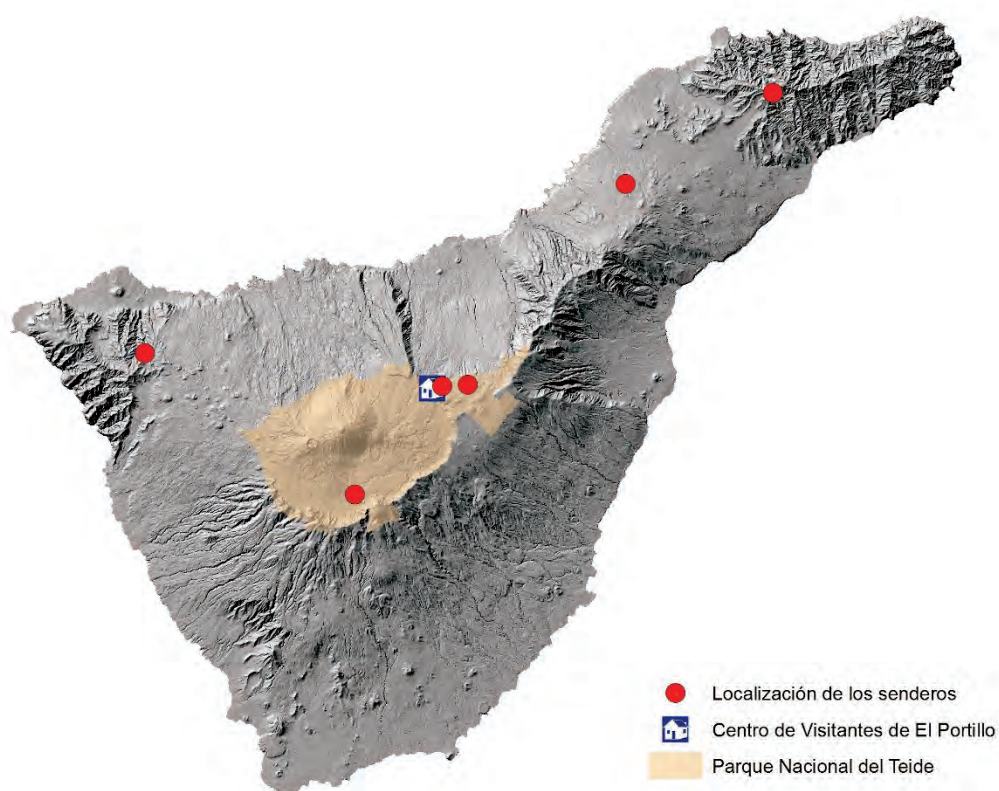 Localización de los senderos
Centro de Visitantes de El Portillo
Parque Nacional del Teide